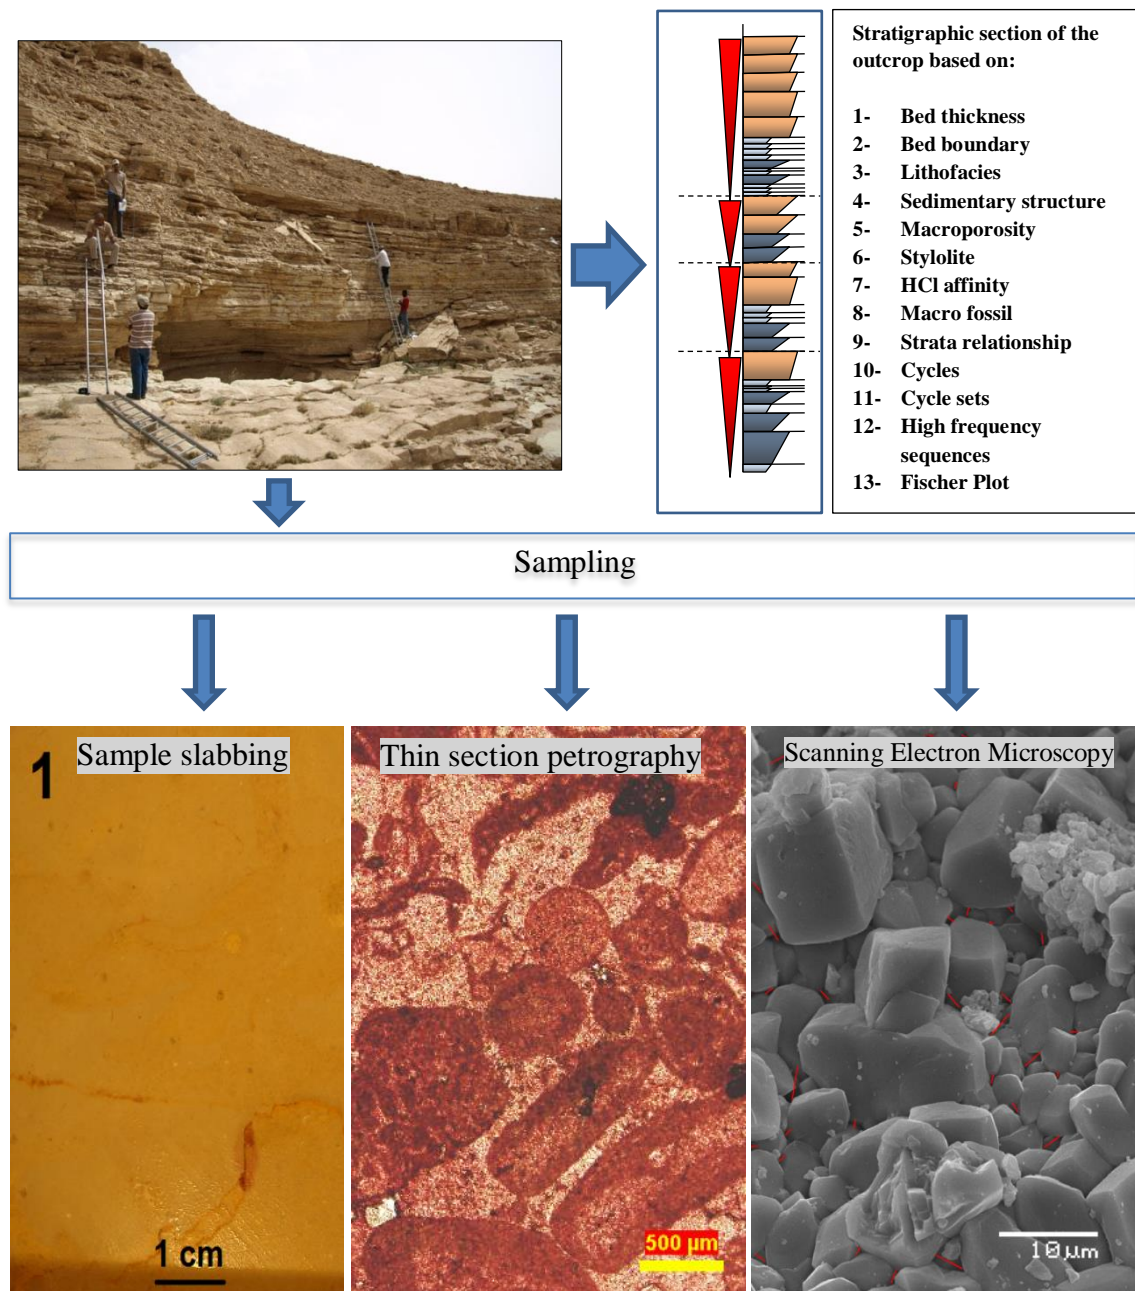 Stratigraphic section of the
outcrop based on:
1- Bed thickness
2- Bed boundary
3- Lithofacies
4- Sedimentary structure
5- Macroporosity
6- Stylolite
7- HCl affinity
8- Macro fossil
9- Strata relationship
10- Cycles
11- Cycle sets
12- High frequency
sequences
13- Fischer Plot
Sampling
Sample slabbing
1
1 cm
Thin section petrography
500 µm
Scanning Electron Microscopy
10µm